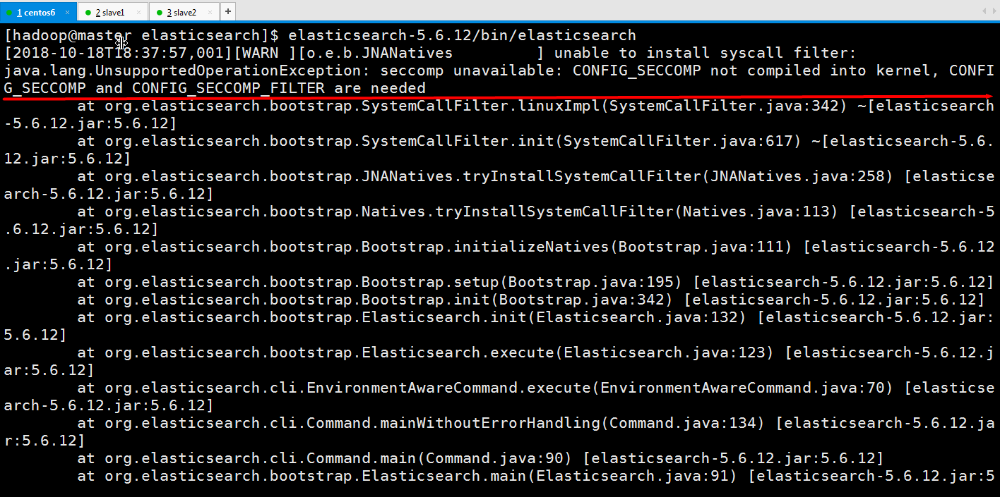 1 centos6 × 2 slave1 × 3 slave2 × +
[hadoop@master elasticsearch]$ elasticsearch-5.6.12/bin/elasticsearch
[2018-10-18T18:37:57,001][WARN ][o.e.b.JNANatives         ] unable to install syscall filter:
java.lang.UnsupportedOperationException: seccomp unavailable: CONFIG_SECCOMP not compiled into kernel, CONFI
G_SECCOMP and CONFIG_SECCOMP_FILTER are needed
        at org.elasticsearch.bootstrap.SystemCallFilter.linuxImpl(SystemCallFilter.java:342) ~[elasticsearch
-5.6.12.jar:5.6.12]
        at org.elasticsearch.bootstrap.SystemCallFilter.init(SystemCallFilter.java:617) ~[elasticsearch-5.6.
12.jar:5.6.12]
        at org.elasticsearch.bootstrap.JNANatives.tryInstallSystemCallFilter(JNANatives.java:258) [elasticse
arch-5.6.12.jar:5.6.12]
        at org.elasticsearch.bootstrap.Natives.tryInstallSystemCallFilter(Natives.java:113) [elasticsearch-5
.6.12.jar:5.6.12]
        at org.elasticsearch.bootstrap.Bootstrap.initializeNatives(Bootstrap.java:111) [elasticsearch-5.6.12
.jar:5.6.12]
        at org.elasticsearch.bootstrap.Bootstrap.setup(Bootstrap.java:195) [elasticsearch-5.6.12.jar:5.6.12]
        at org.elasticsearch.bootstrap.Bootstrap.init(Bootstrap.java:342) [elasticsearch-5.6.12.jar:5.6.12]
        at org.elasticsearch.bootstrap.Elasticsearch.init(Elasticsearch.java:132) [elasticsearch-5.6.12.jar:
5.6.12]
        at org.elasticsearch.bootstrap.Elasticsearch.execute(Elasticsearch.java:123) [elasticsearch-5.6.12.j
ar:5.6.12]
        at org.elasticsearch.cli.EnvironmentAwareCommand.execute(EnvironmentAwareCommand.java:70) [elasticse
arch-5.6.12.jar:5.6.12]
        at org.elasticsearch.cli.Command.mainWithoutErrorHandling(Command.java:134) [elasticsearch-5.6.12.ja
r:5.6.12]
        at org.elasticsearch.cli.Command.main(Command.java:90) [elasticsearch-5.6.12.jar:5.6.12]
        at org.elasticsearch.bootstrap.Elasticsearch.main(Elasticsearch.java:91) [elasticsearch-5.6.12.jar:5